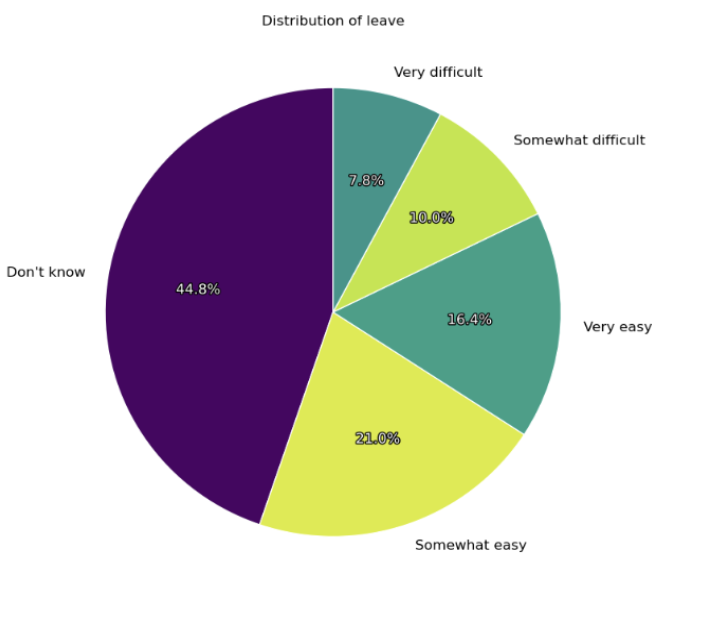 Distribution of leave
Very difficult
Somewhat difficult
7.8%
10.0%
Don't know
44.8%
16.4%
Very easy
21.0%
Somewhat easy